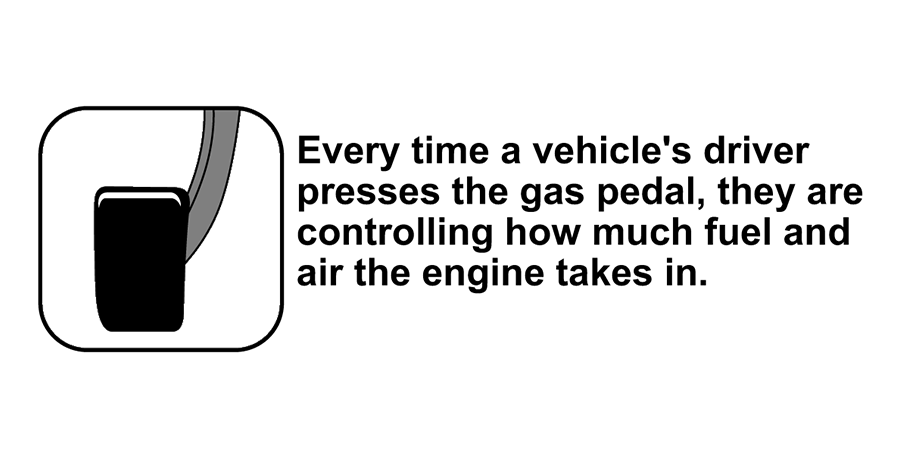 Every time a vehicle's driver
presses the gas pedal, they are
controlling how much fuel and
air the engine takes in.